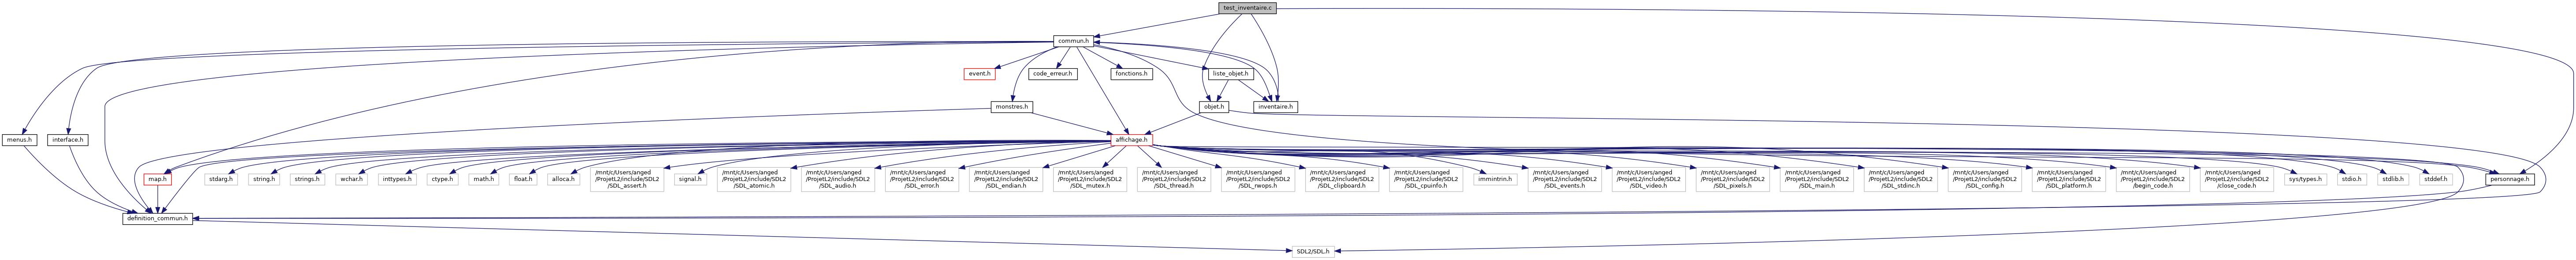 test_inventaire.c
commun.h
event.h
code_erreur.h
fonctions.h
liste_objet.h
monstres.h
objet.h
inventaire.h
menus.h
interface.h
affichage.h
map.h
stdarg.h
string.h
strings.h
wchar.h
inttypes.h
ctype.h
math.h
float.h
alloca.h
/mnt/c/Users/anged
/ProjetL2/include/SDL2
/SDL_assert.h
signal.h
/mnt/c/Users/anged
/ProjetL2/include/SDL2
/SDL_atomic.h
/mnt/c/Users/anged
/ProjetL2/include/SDL2
/SDL_audio.h
/mnt/c/Users/anged
/ProjetL2/include/SDL2
/SDL_error.h
/mnt/c/Users/anged
/ProjetL2/include/SDL2
/SDL_endian.h
/mnt/c/Users/anged
/ProjetL2/include/SDL2
/SDL_mutex.h
/mnt/c/Users/anged
/ProjetL2/include/SDL2
/SDL_thread.h
/mnt/c/Users/anged
/ProjetL2/include/SDL2
/SDL_rwops.h
/mnt/c/Users/anged
/ProjetL2/include/SDL2
/SDL_clipboard.h
/mnt/c/Users/anged
/ProjetL2/include/SDL2
/SDL_cpuinfo.h
immintrin.h
/mnt/c/Users/anged
/ProjetL2/include/SDL2
/SDL_events.h
/mnt/c/Users/anged
/ProjetL2/include/SDL2
/SDL_video.h
/mnt/c/Users/anged
/ProjetL2/include/SDL2
/SDL_pixels.h
/mnt/c/Users/anged
/ProjetL2/include/SDL2
/SDL_main.h
/mnt/c/Users/anged
/ProjetL2/include/SDL2
/SDL_stdinc.h
/mnt/c/Users/anged
/ProjetL2/include/SDL2
/SDL_config.h
/mnt/c/Users/anged
/ProjetL2/include/SDL2
/SDL_platform.h
/mnt/c/Users/anged
/ProjetL2/include/SDL2
/begin_code.h
/mnt/c/Users/anged
/ProjetL2/include/SDL2
/close_code.h
sys/types.h
stdio.h
stdlib.h
stddef.h
personnage.h
definition_commun.h
SDL2/SDL.h